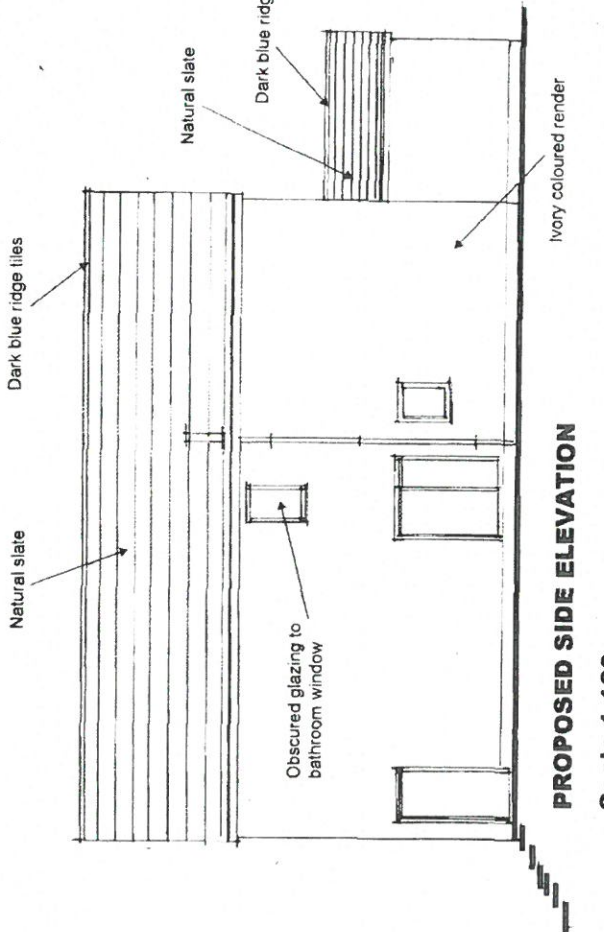 Dark blue ridge tiles
Natural slate
Natural slate
Dark blue
Obscured glazing to
bathroom window
Ivory coloured render
PROPOSED SIDE ELEVATION